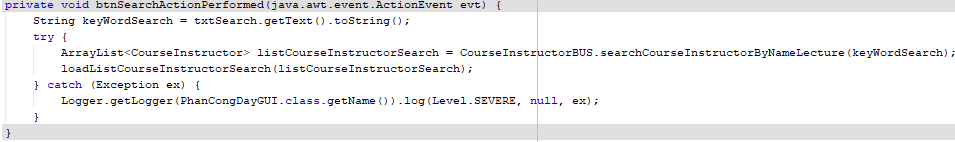 private void btnSearchActionPerformed(java.awt.event.ActionEvent evt) {
String keyWordSearch = txtSearch.getText().toString();
try {
ArrayList<CourseInstructor> listCourseInstructorSearch = CourseInstructorBUS.searchCourseInstructorByNameLecture(keyWordSearch);
loadListCourseInstructorSearch(listCourseInstructorSearch);
} catch (Exception ex) {
Logger.getLogger(PhanCongDayGUI.class.getName()).log(Level.SEVERE, null, ex);
}
}